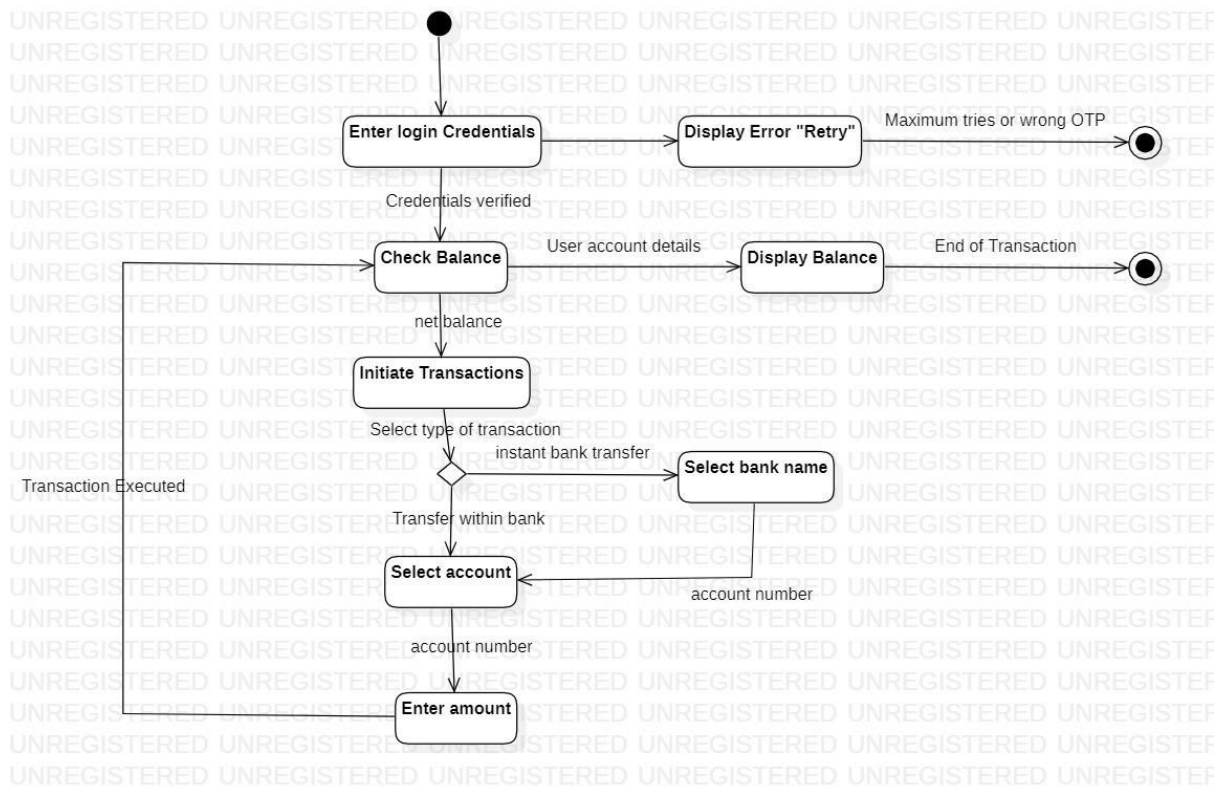 UNREGISTERED
Enter login Credentials
Display Error "Retry"
Maximum tries or wrong OTP
Credentials verified
Check Balance
User account details
Display Balance
End of Transaction
net balance
Initiate Transactions
Select type of transaction
instant bank transfer
Select bank name
Transaction Executed
Transfer within bank
Select account
account number
account number
Enter amount